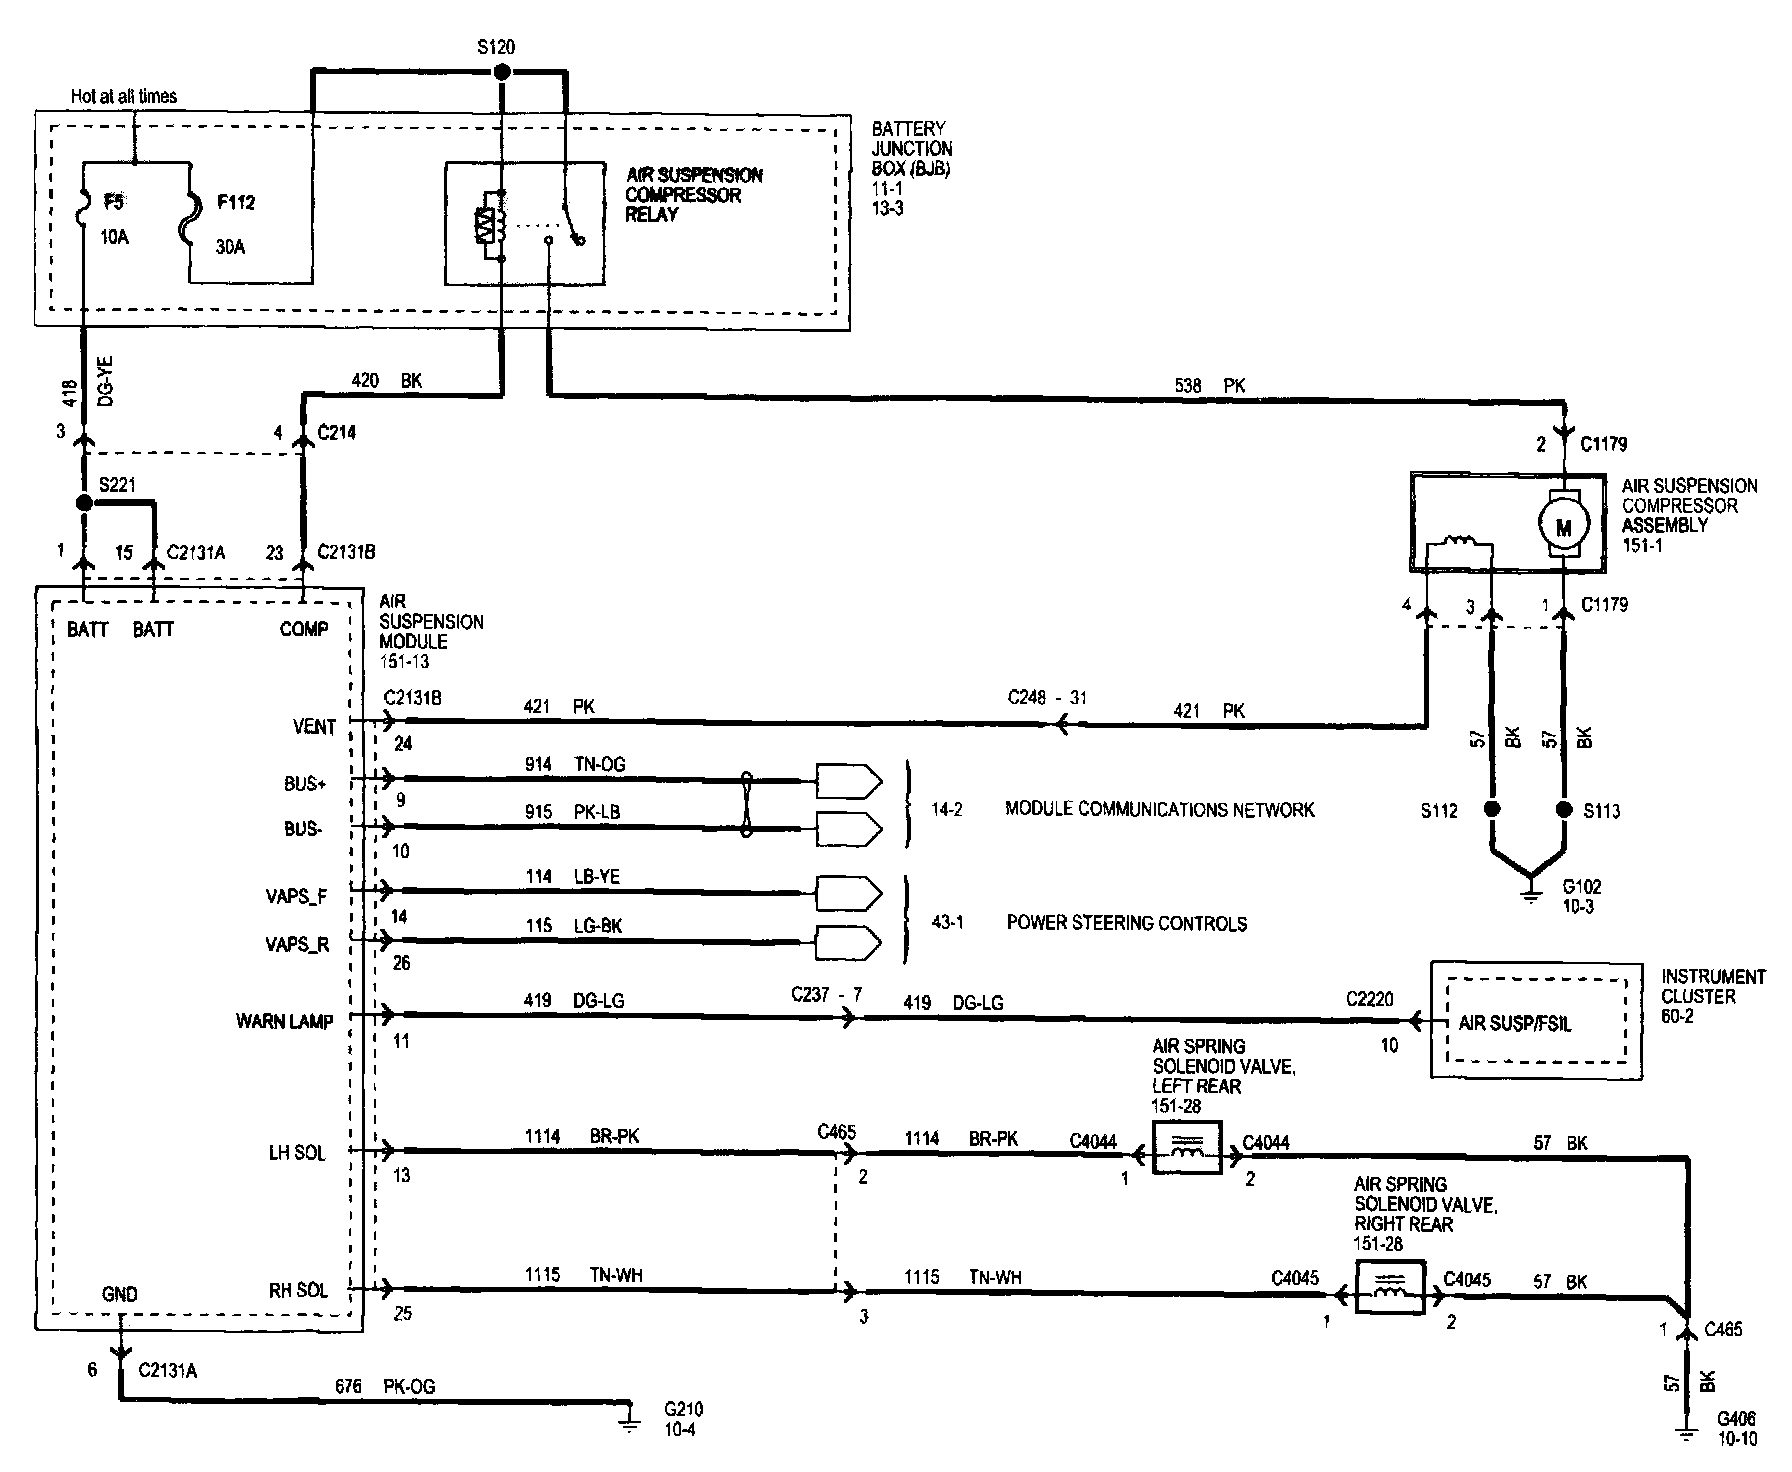 S120
Hot at all times
BATTERY
JUNCTION
BOX (BJB)
11-1
13-3
F5
10A
F112
30A
AIR SUSPENSION
COMPRESSOR
RELAY
418
DG-YE
420 BK
538 PK
3
4 C214
2 C1179
S221
AIR SUSPENSION
COMPRESSOR
ASSEMBLY
151-1
M
1
15 C2131A
23 C2131B
4
3
1 C1179
BATT BATT COMP
AIR
SUSPENSION
MODULE
151-13
C2131B
VENT
24
421 PK
C248 - 31
421 PK
57 BK
57 BK
BUS+
9
914 TN-OG
BUS-
10
915 PK-LB
14-2 MODULE COMMUNICATIONS NETWORK
S112
S113
G102
10-3
VAPS_F
14
114 LB-YE
VAPS_R
26
115 LG-BK
43-1 POWER STEERING CONTROLS
WARN LAMP
11
419 DG-LG
C237 - 7
419 DG-LG
C2220
10
AIR SUSP/FSIL
INSTRUMENT
CLUSTER
60-2
AIR SPRING
SOLENOID VALVE,
LEFT REAR
151-28
LH SOL
13
1114 BR-PK
C465
2
1114 BR-PK
C4044
1
C4044
2
57 BK
AIR SPRING
SOLENOID VALVE,
RIGHT REAR
151-28
RH SOL
25
1115 TN-WH
3
1115 TN-WH
C4045
1
C4045
2
57 BK
1 C465
57 BK
G406
10-10
GND
6 C2131A
676 PK-OG
G210
10-4